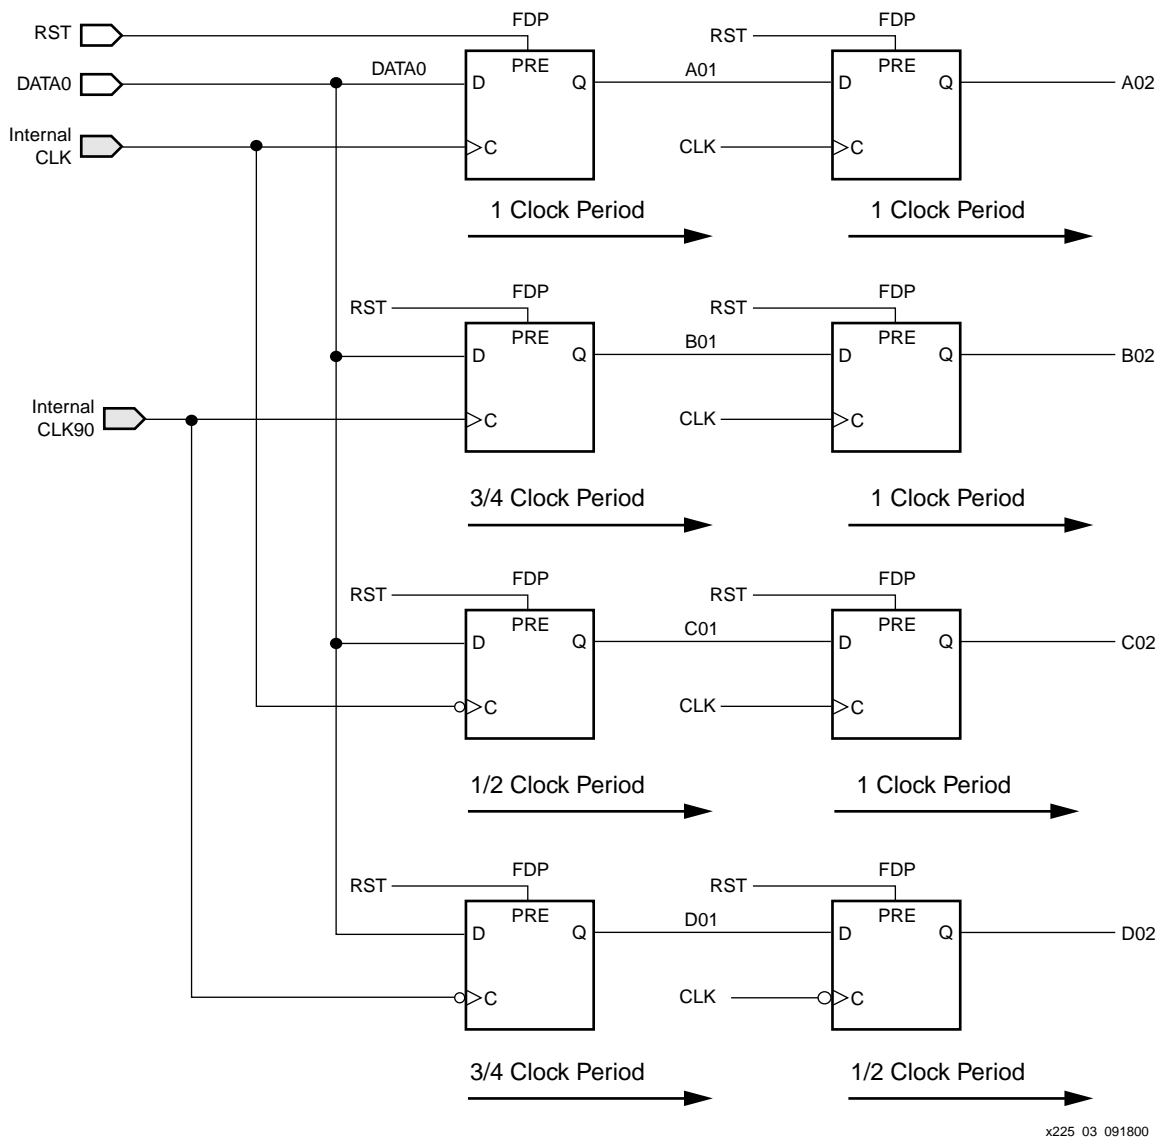 FDP FDP
RST RST
PRE PRE
DATA0 DATA0 D Q A01 D Q A02
Internal
CLK C CLK C
1 Clock Period 1 Clock Period
FDP FDP
RST RST
PRE PRE
D Q B01 D Q B02
Internal
CLK90 C CLK C
3/4 Clock Period 1 Clock Period
FDP FDP
RST RST
PRE PRE
D Q C01 D Q C02
C CLK C
1/2 Clock Period 1 Clock Period
FDP FDP
RST RST
PRE PRE
D Q D01 D Q D02
C CLK C
3/4 Clock Period 1/2 Clock Period
x225_03_091800